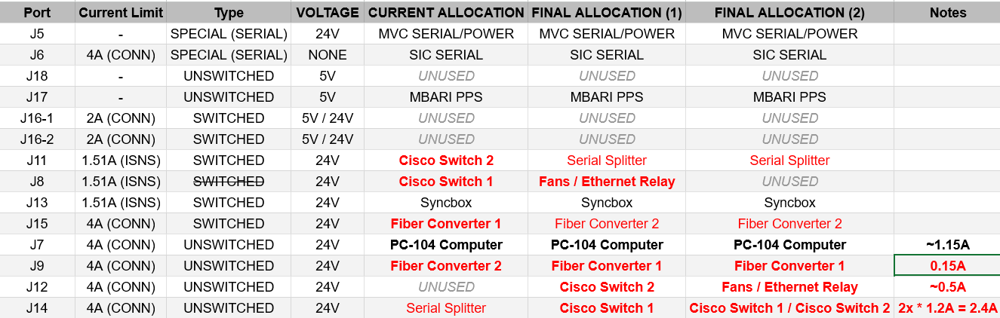 Port Current Limit Type VOLTAGE CURRENT ALLOCATION FINAL ALLOCATION (1) FINAL ALLOCATION (2) Notes
J5 - SPECIAL (SERIAL) 24V MVC SERIAL/POWER MVC SERIAL/POWER MVC SERIAL/POWER
J6 4A (CONN) SPECIAL (SERIAL) NONE SIC SERIAL SIC SERIAL SIC SERIAL
J18 - UNSWITCHED 5V UNUSED UNUSED UNUSED
J17 - UNSWITCHED 5V MBARI PPS MBARI PPS MBARI PPS
J16-1 2A (CONN) SWITCHED 5V / 24V UNUSED UNUSED UNUSED
J16-2 2A (CONN) SWITCHED 5V / 24V UNUSED UNUSED UNUSED
J11 1.51A (ISNS) SWITCHED 24V Cisco Switch 2 Serial Splitter Serial Splitter
J8 1.51A (ISNS) SWITCHED 24V Cisco Switch 1 Fans / Ethernet Relay UNUSED
J13 1.51A (ISNS) SWITCHED 24V Syncbox Syncbox Syncbox
J15 4A (CONN) SWITCHED 24V Fiber Converter 1 Fiber Converter 2 Fiber Converter 2
J7 4A (CONN) UNSWITCHED 24V PC-104 Computer PC-104 Computer PC-104 Computer ~1.15A
J9 4A (CONN) UNSWITCHED 24V Fiber Converter 2 Fiber Converter 1 Fiber Converter 1 0.15A
J12 4A (CONN) UNSWITCHED 24V UNUSED Cisco Switch 2 Fans / Ethernet Relay ~0.5A
J14 4A (CONN) UNSWITCHED 24V Serial Splitter Cisco Switch 1 Cisco Switch 1 / Cisco Switch 2 2x * 1.2A = 2.4A